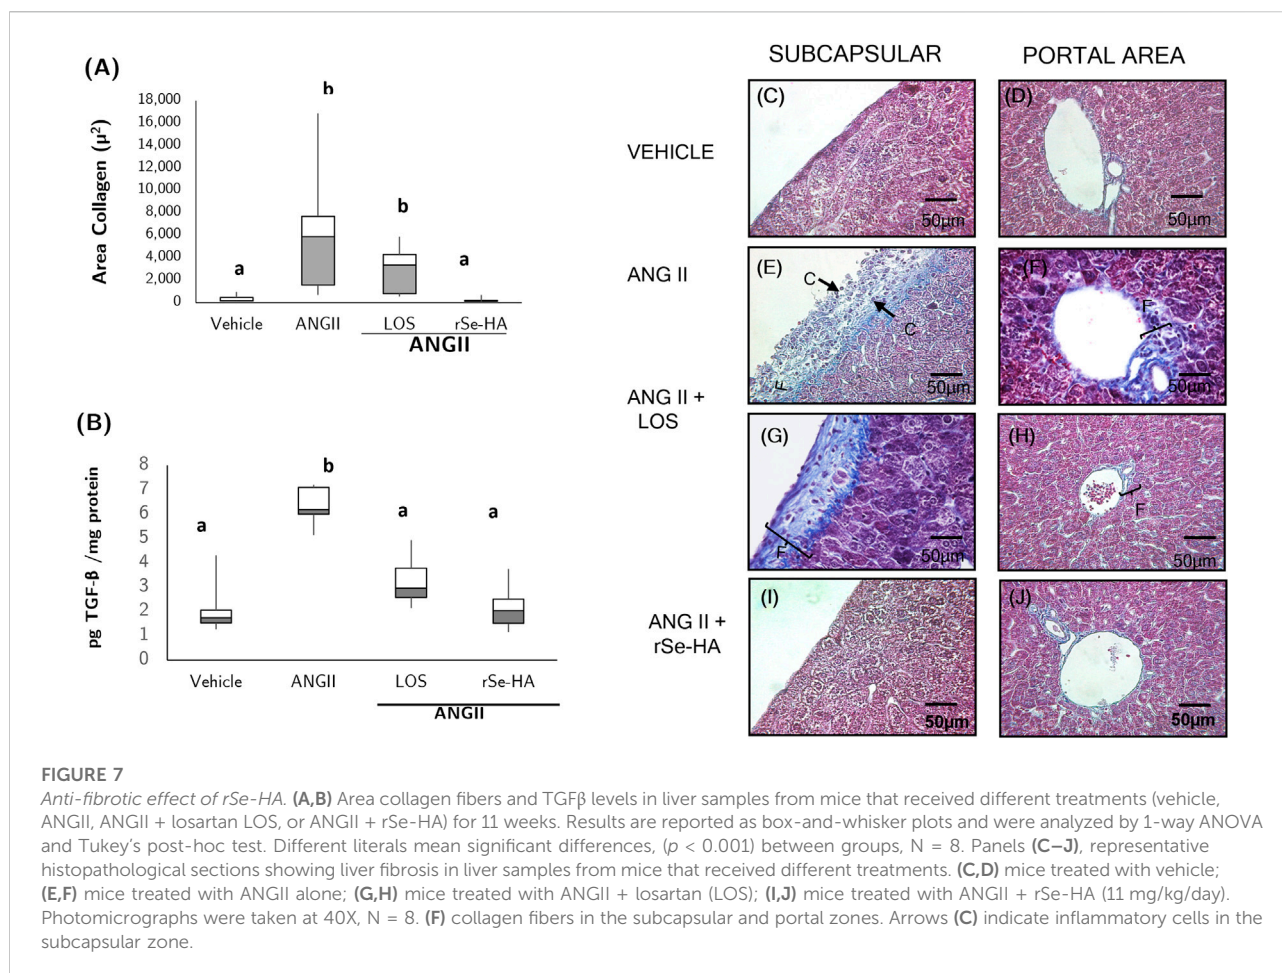 (A)
Area Collagen (μ²)
18,000
16,000
14,000
12,000
10,000
8,000
6,000
4,000
2,000
0
a
b
b
a
Vehicle
ANGII
LOS
rSe-HA
ANGII
(B)
pg TGF-β /mg protein
8
7
6
5
4
3
2
1
0
a
b
a
a
Vehicle
ANGII
LOS
rSe-HA
ANGII
SUBCAPSULAR
PORTAL AREA
VEHICLE
(C)
50μm
(D)
50μm
ANG II
(E)
C
C
F
50μm
(F)
F
50μm
ANG II +
LOS
(G)
F
50μm
(H)
F
50μm
ANG II +
rSe-HA
(I)
50μm
(J)
50μm
FIGURE 7
Anti-fibrotic effect of rSe-HA. (A,B) Area collagen fibers and TGFβ levels in liver samples from mice that received different treatments (vehicle,
ANGII, ANGII + losartan LOS, or ANGII + rSe-HA) for 11 weeks. Results are reported as box-and-whisker plots and were analyzed by 1-way ANOVA
and Tukey's post-hoc test. Different literals mean significant differences, (p < 0.001) between groups, N = 8. Panels (C–J), representative
histopathological sections showing liver fibrosis in liver samples from mice that received different treatments. (C,D) mice treated with vehicle;
(E,F) mice treated with ANGII alone; (G,H) mice treated with ANGII + losartan (LOS); (I,J) mice treated with ANGII + rSe-HA (11 mg/kg/day).
Photomicrographs were taken at 40X, N = 8. (F) collagen fibers in the subcapsular and portal zones. Arrows (C) indicate inflammatory cells in the
subcapsular zone.